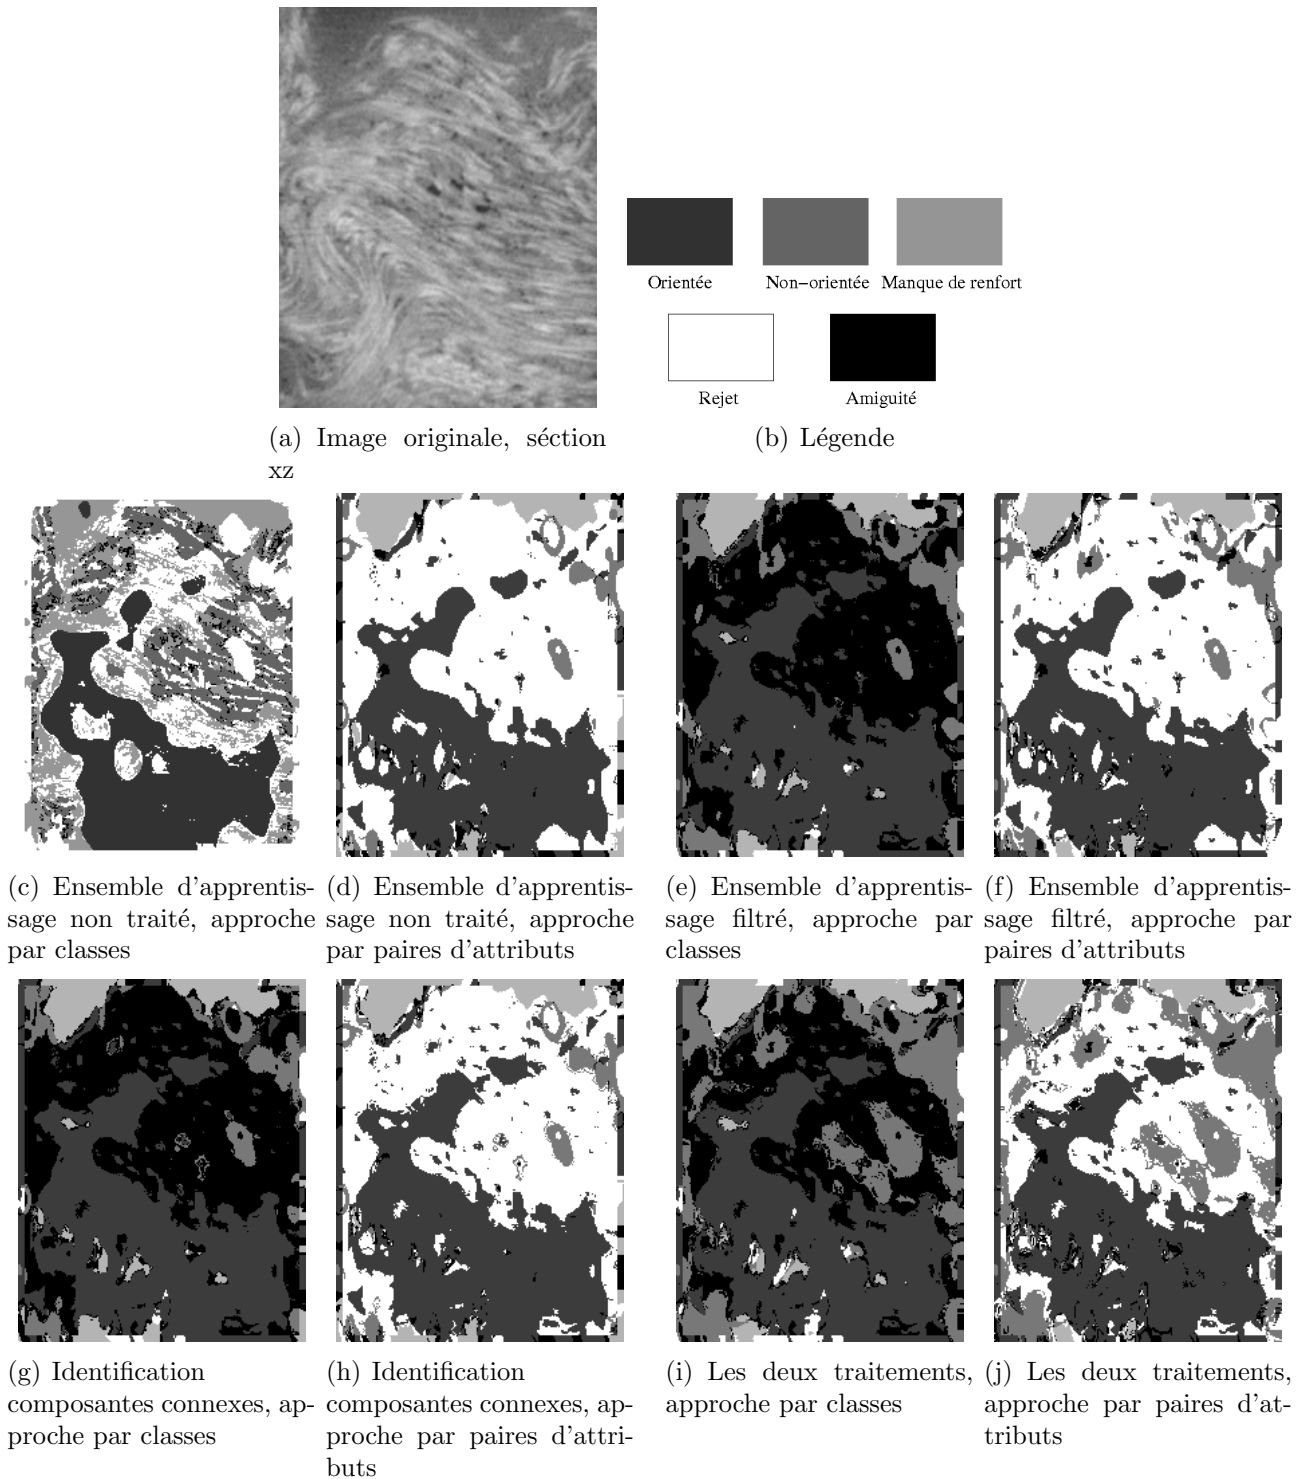 Orientée
Non-orientée
Manque de renfort
Rejet
Amiguité
(a) Image originale, séction
xz
(b) Légende
(c) Ensemble d'apprentis-
sage non traité, approche
par classes
(d) Ensemble d'apprentis-
sage non traité, approche
par paires d'attributs
(e) Ensemble d'apprentis-
sage filtré, approche par
classes
(f) Ensemble d'apprentis-
sage filtré, approche par
paires d'attributs
(g) Identification
composantes connexes, ap-
proche par classes
(h) Identification
composantes connexes, ap-
proche par paires d'attri-
buts
(i) Les deux traitements,
approche par classes
(j) Les deux traitements,
approche par paires d'at-
tributs